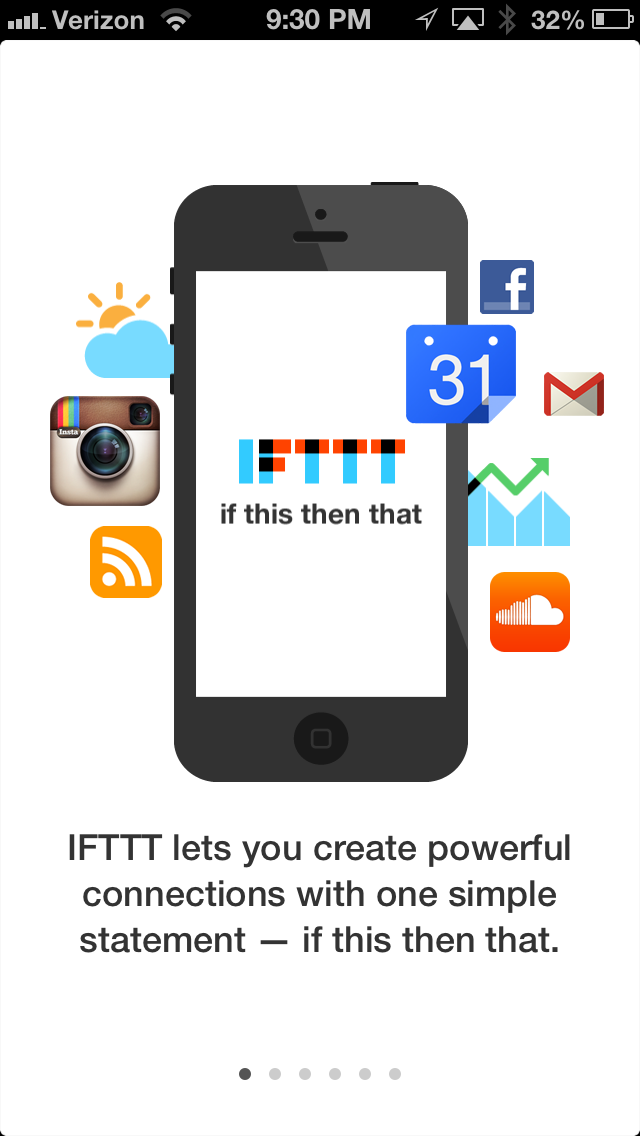 Verizon 9:30 PM 32%
f
31
Insta
IFTTT
if this then that
IFTTT lets you create powerful
connections with one simple
statement — if this then that.